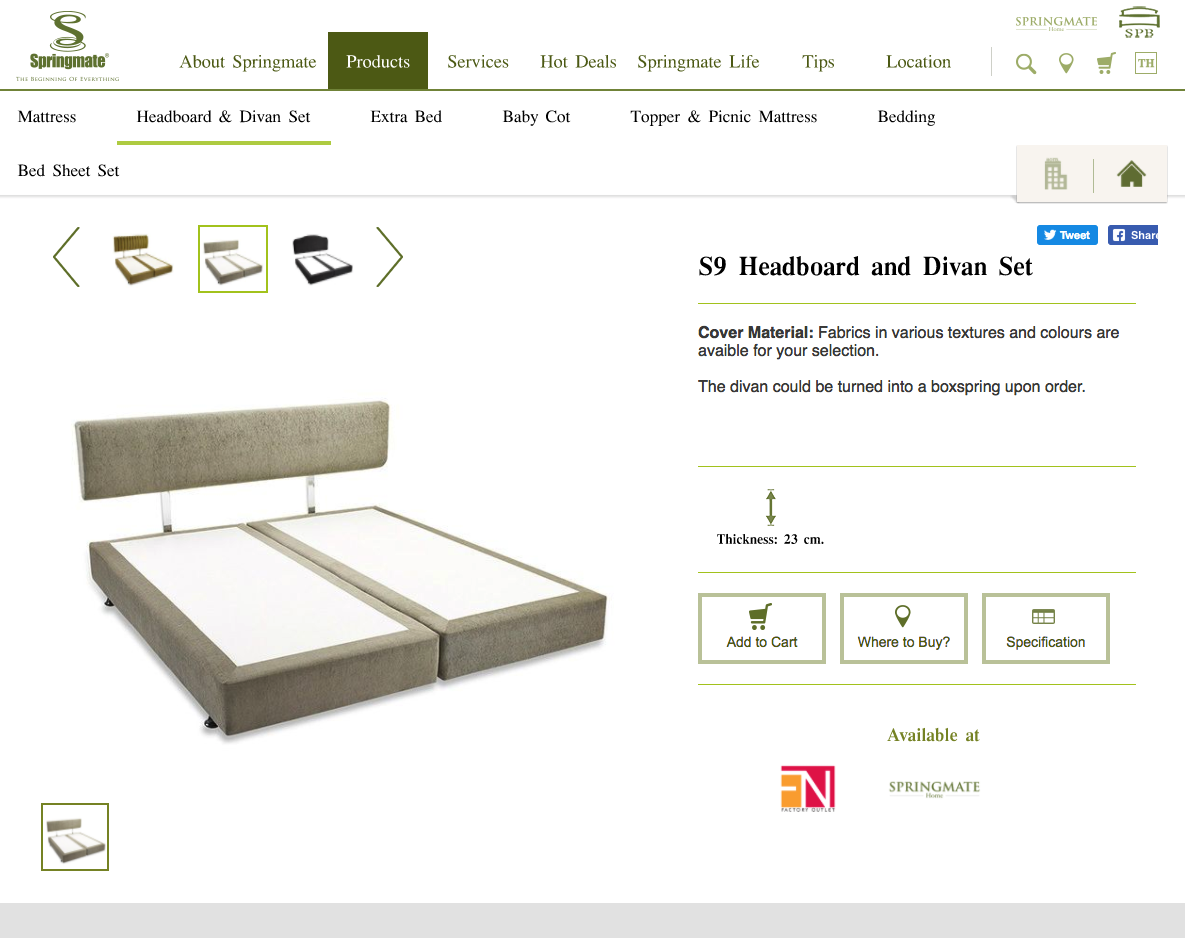 SPRINGMATE
Home
SPB
Springmate®
THE BEGINNING OF EVERYTHING
About Springmate
Products
Services
Hot Deals
Springmate Life
Tips
Location
TH
Mattress
Headboard & Divan Set
Extra Bed
Baby Cot
Topper & Picnic Mattress
Bedding
Bed Sheet Set
Tweet
Share
S9 Headboard and Divan Set
Cover Material: Fabrics in various textures and colours are
avaible for your selection.
The divan could be turned into a boxspring upon order.
Thickness: 23 cm.
Add to Cart
Where to Buy?
Specification
Available at
FN
FACTORY OUTLET
SPRINGMATE
Home